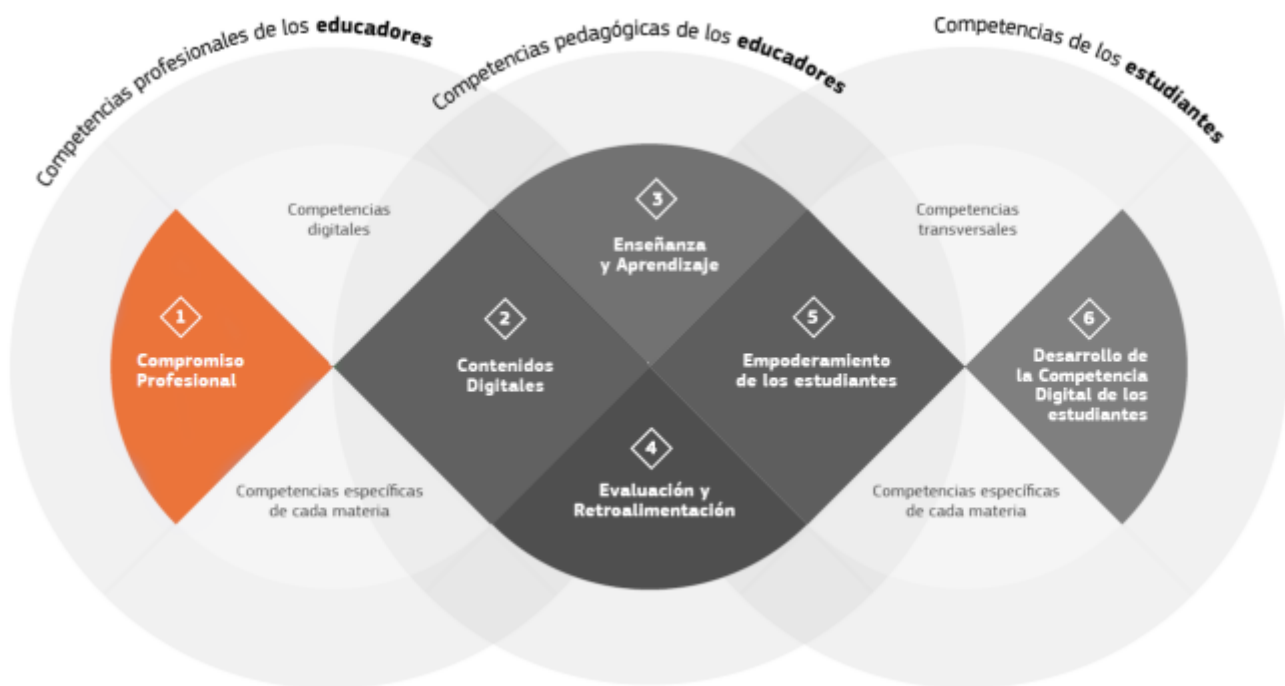 Competencias profesionales de los educadores
Competencias pedagógicas de los educadores
Competencias de los estudiantes
Competencias
digitales
Competencias
transversales
1
Compromiso
Profesional
2
Contenidos
Digitales
3
Enseñanza
y Aprendizaje
4
Evaluación y
Retroalimentación
5
Empoderamiento
de los estudiantes
6
Desarrollo de
la Competencia
Digital de los
estudiantes
Competencias específicas
de cada materia
Competencias específicas
de cada materia